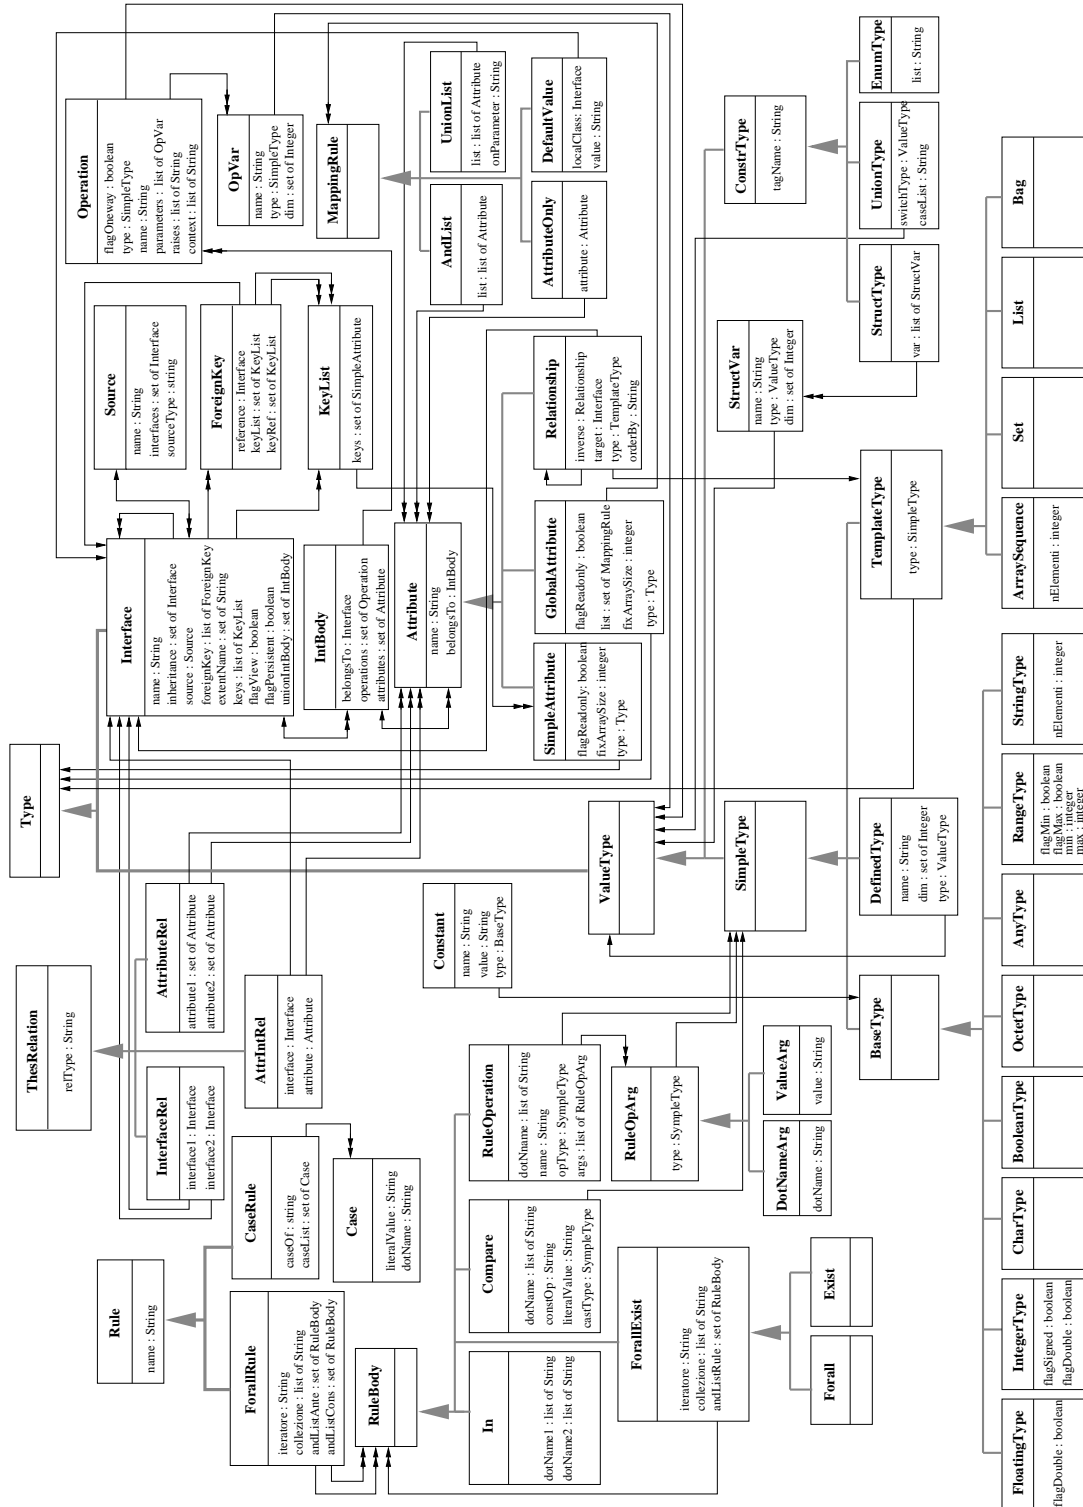 Rule
name : String
ForallRule
iteratore : String
collezione : list of String
andListAnte : set of RuleBody
andListCons : set of RuleBody
CaseRule
caseOf : string
caseList : set of Case
Case
literalValue : String
dotName : String
RuleBody
In
dotName1 : list of String
dotName2 : list of String
Compare
dotName : list of String
constOp : String
literalValue : String
castType : SympleType
RuleOperation
dotNname : list of String
name : String
opType : SympleType
args : list of RuleOpArg
RuleOpArg
type : SympleType
DotNameArg
dotName : String
ValueArg
value : String
ForallExist
iteratore : String
collezione : list of String
andListRule : set of RuleBody
Forall
Exist
ThesRelation
relType : String
InterfaceRel
interface1 : Interface
interface2 : Interface
AttributeRel
attribute1 : set of Attribute
attribute2 : set of Attribute
AttrIntRel
interface : Interface
attribute : Attribute
Type
Interface
name : String
inheritance : set of Interface
source : Source
foreignKey : list of ForeignKey
extentName : set of String
keys : list of KeyList
flagView : boolean
flagPersistent : boolean
unionIntBody : set of IntBody
Source
name : String
interfaces : set of Interface
sourceType : string
ForeignKey
reference : Interface
keyList : set of KeyList
keyRef : set of KeyList
KeyList
keys : set of SimpleAttribute
Operation
flagOneway : boolean
type : SimpleType
name : String
parameters : list of OpVar
raises : list of String
context : list of String
OpVar
name : String
type : SimpleType
dim : set of Integer
MappingRule
AndList
list : list of Attribute
UnionList
list : list of Attribute
onParameter : String
AttributeOnly
attribute : Attribute
DefaultValue
localClass: Interface
value : String
IntBody
belongsTo : Interface
operations : set of Operation
attributes : set of Attribute
Attribute
name : String
belongsTo : IntBody
SimpleAttribute
flagReadonly: boolean
fixArraySize : integer
type : Type
GlobalAttribute
flagReadonly : boolean
list : set of MappingRule
fixArraySize : integer
type : Type
Relationship
inverse : Relationship
target : Interface
type : TemplateType
orderBy : String
Constant
name : String
value : String
type : BaseType
ValueType
SimpleType
ConstrType
tagName : String
StructVar
name : String
type : ValueType
dim : set of Integer
StructType
var : list of StructVar
UnionType
switchType : ValueType
caseList : String
EnumType
list : String
BaseType
DefinedType
name : String
dim : set of Integer
type : ValueType
TemplateType
type : SimpleType
FloatingType
flagDouble : boolean
IntegerType
flagSigned : boolean
flagDouble : boolean
CharType
BooleanType
OctetType
AnyType
RangeType
flagMin : boolean
flagMax : boolean
min : integer
max : integer
StringType
nElementi : integer
ArraySequence
nElementi : integer
Set
List
Bag